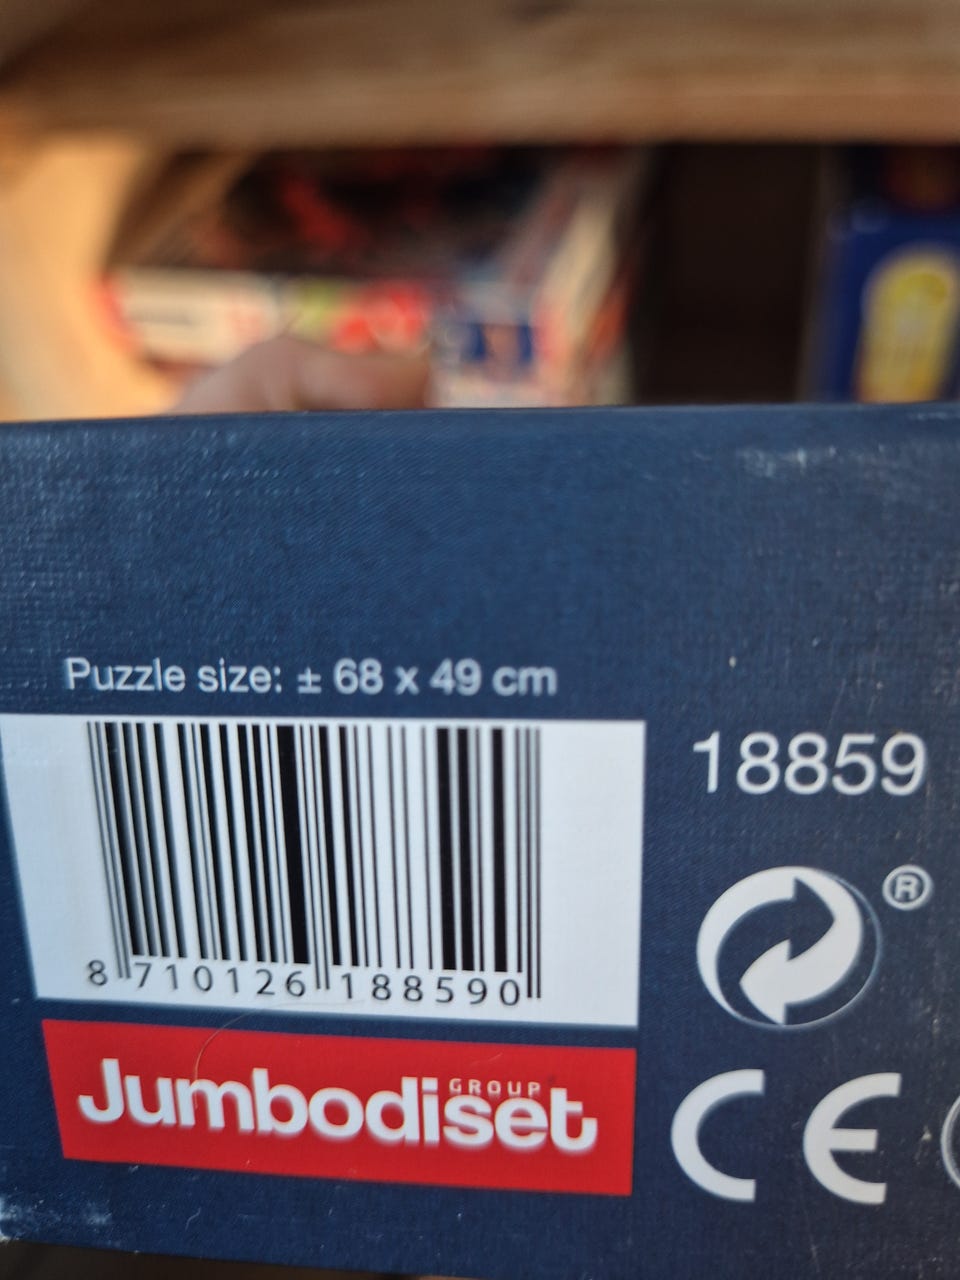 Puzzle size: ± 68 x 49 cm
18859
®
8 710126 188590
Jumbodiset
GROUP
CE